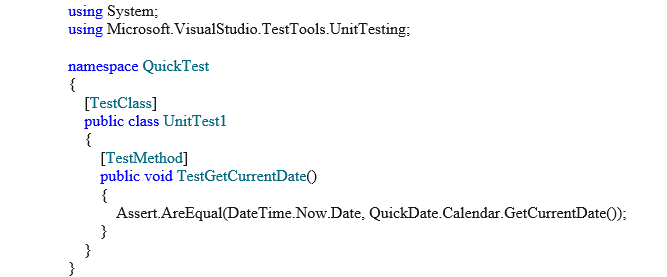 using System;
using Microsoft.VisualStudio.TestTools.UnitTesting;

namespace QuickTest
{
    [TestClass]
    public class UnitTest1
    {
        [TestMethod]
        public void TestGetCurrentDate()
        {
            Assert.AreEqual(DateTime.Now.Date, QuickDate.Calendar.GetCurrentDate());
        }
    }
}